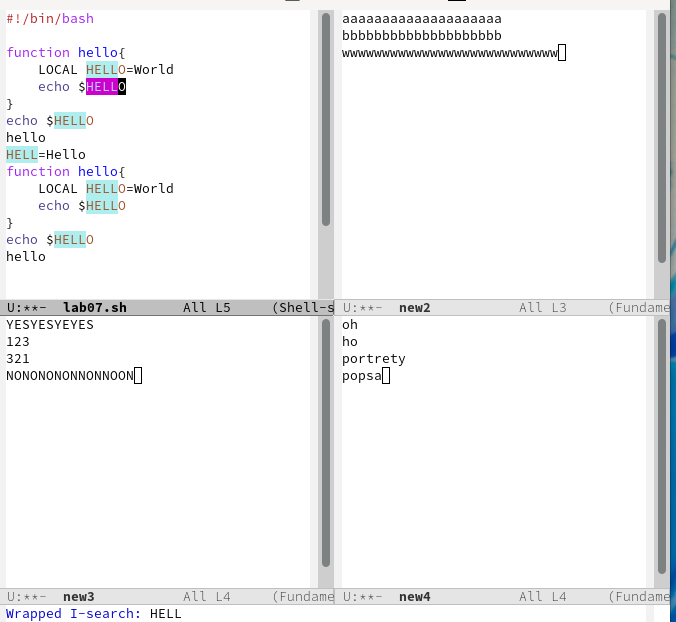 #!/bin/bash
function hello{
LOCAL HELLO=World
echo $HELLO
}
echo $HELLO
hello
HELL=Hello
function hello{
LOCAL HELLO=World
echo $HELLO
}
echo $HELLO
hello
U:**-  lab07.sh       All L5     (Shell-s
aaaaaaaaaaaaaaaaaaaa
bbbbbbbbbbbbbbbbbbbb
wwwwwwwwwwwwwwwwwwwwwwwwwww
U:**-  new2           All L3     (Fundame
YESYESYEYES
123
321
NONONONONNONNOON
U:**-  new3           All L4     (Fundame
oh
ho
portrety
popsa
U:**-  new4           All L4     (Fundame
Wrapped I-search: HELL